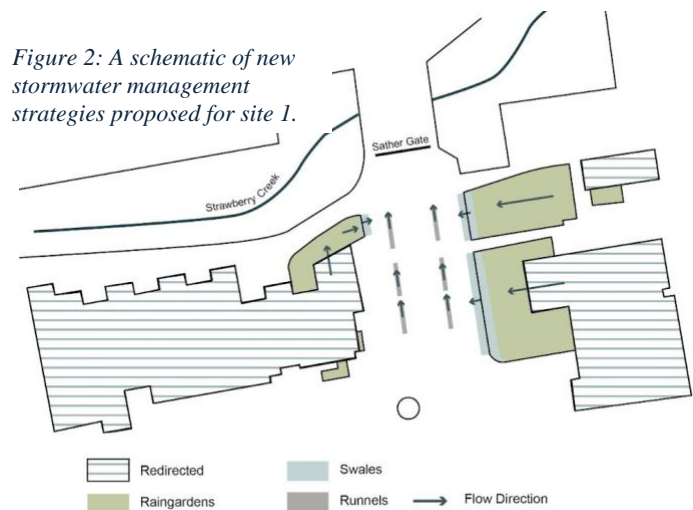 Figure 2: A schematic of new
stormwater management
strategies proposed for site 1.
Sather Gate
Strawberry Creek
Redirected
Swales
Raingardens
Runnels
Flow Direction